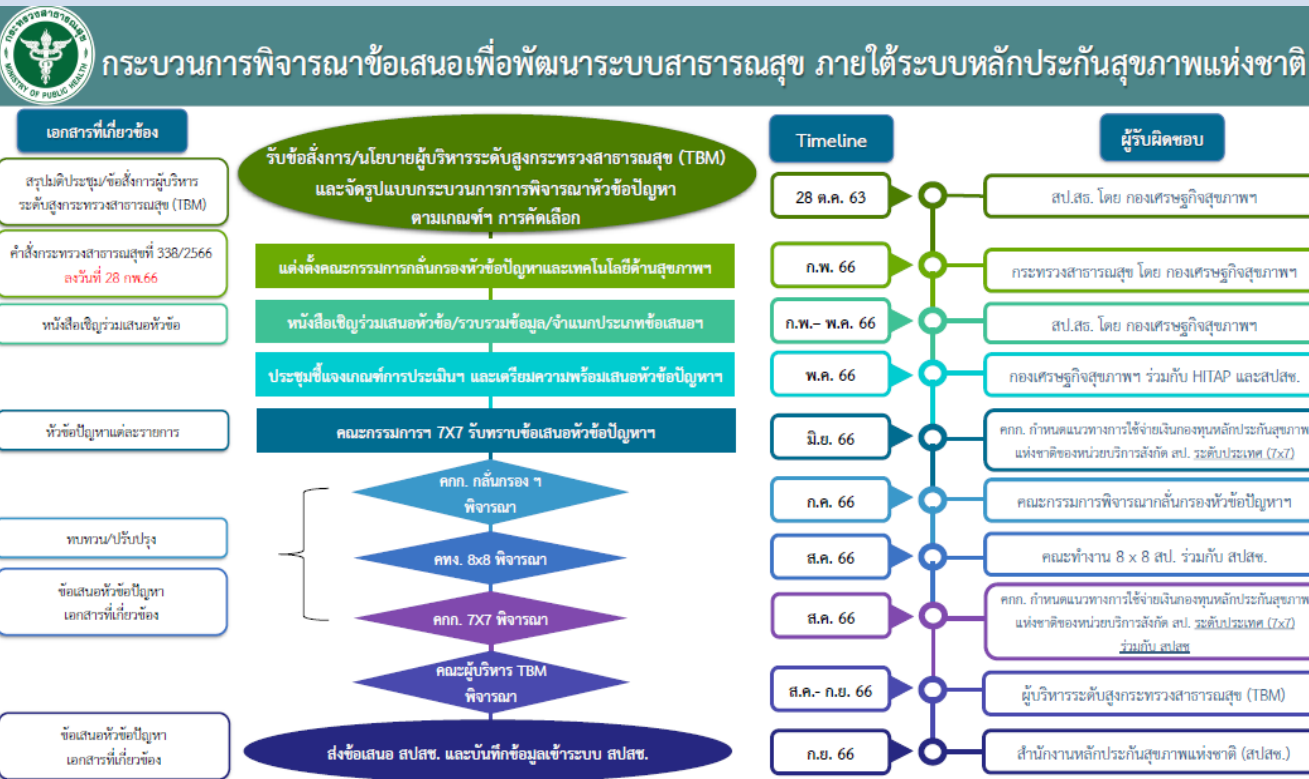 กระทรวงสาธารณสุข
MINISTRY OF PUBLIC HEALTH
กระบวนการพิจารณาข้อเสนอเพื่อพัฒนาระบบสาธารณสุข ภายใต้ระบบหลักประกันสุขภาพแห่งชาติ
เอกสารที่เกี่ยวข้อง
Timeline
ผู้รับผิดชอบ
สรุปมติประชุม/ข้อสั่งการผู้บริหาร
ระดับสูงกระทรวงสาธารณสุข (TBM)
รับข้อสั่งการ/นโยบายผู้บริหารระดับสูงกระทรวงสาธารณสุข (TBM)
และจัดรูปแบบกระบวนการการพิจารณาหัวข้อปัญหา
ตามเกณฑ์ฯ การคัดเลือก
28 ต.ค. 63
สป.สธ. โดย กองเศรษฐกิจสุขภาพฯ
คำสั่งกระทรวงสาธารณสุขที่ 338/2566
ลงวันที่ 28 กพ.66
แต่งตั้งคณะกรรมการกลั่นกรองหัวข้อปัญหาและเทคโนโลยีด้านสุขภาพฯ
ก.พ. 66
กระทรวงสาธารณสุข โดย กองเศรษฐกิจสุขภาพฯ
หนังสือเชิญร่วมเสนอหัวข้อ
หนังสือเชิญร่วมเสนอหัวข้อ/รวบรวมข้อมูล/จำแนกประเภทข้อเสนอฯ
ก.พ.– พ.ค. 66
สป.สธ. โดย กองเศรษฐกิจสุขภาพฯ
ประชุมชี้แจงเกณฑ์การประเมินฯ และเตรียมความพร้อมเสนอหัวข้อปัญหาฯ
พ.ค. 66
กองเศรษฐกิจสุขภาพฯ ร่วมกับ HITAP และสปสช.
หัวข้อปัญหาแต่ละรายการ
คณะกรรมการฯ 7X7 รับทราบข้อเสนอหัวข้อปัญหาฯ
มิ.ย. 66
คกก. กำหนดแนวทางการใช้จ่ายเงินกองทุนหลักประกันสุขภาพ
แห่งชาติของหน่วยบริการสังกัด สป. ระดับประเทศ (7x7)
คกก. กลั่นกรอง ฯ
พิจารณา
ก.ค. 66
คณะกรรมการพิจารณากลั่นกรองหัวข้อปัญหาฯ
ทบทวน/ปรับปรุง
คทง. 8x8 พิจารณา
ส.ค. 66
คณะทำงาน 8 x 8 สป. ร่วมกับ สปสช.
ข้อเสนอหัวข้อปัญหา
เอกสารที่เกี่ยวข้อง
คกก. 7X7 พิจารณา
ส.ค. 66
คกก. กำหนดแนวทางการใช้จ่ายเงินกองทุนหลักประกันสุขภาพ
แห่งชาติของหน่วยบริการสังกัด สป. ระดับประเทศ (7x7)
ร่วมกับ สปสช
คณะผู้บริหาร TBM
พิจารณา
ส.ค.- ก.ย. 66
ผู้บริหารระดับสูงกระทรวงสาธารณสุข (TBM)
ข้อเสนอหัวข้อปัญหา
เอกสารที่เกี่ยวข้อง
ส่งข้อเสนอ สปสช. และบันทึกข้อมูลเข้าระบบ สปสช.
ก.ย. 66
สำนักงานหลักประกันสุขภาพแห่งชาติ (สปสช.)